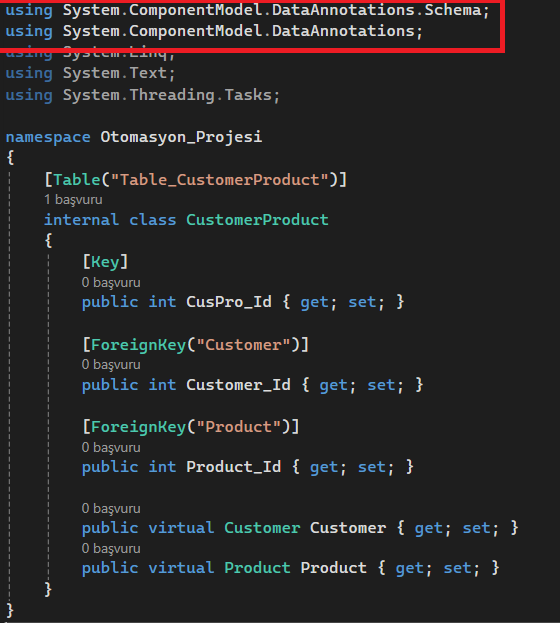 using System.ComponentModel.DataAnnotations.Schema;
using System.ComponentModel.DataAnnotations;
using System.Linq;
using System.Text;
using System.Threading.Tasks;
namespace Otomasyon_Projesi
{
[Table("Table_CustomerProduct")]
1 başvuru
internal class CustomerProduct
{
[Key]
0 başvuru
public int CusPro_Id { get; set; }
[ForeignKey("Customer")]
0 başvuru
public int Customer_Id { get; set; }
[ForeignKey("Product")]
0 başvuru
public int Product_Id { get; set; }
0 başvuru
public virtual Customer Customer { get; set; }
0 başvuru
public virtual Product Product { get; set; }
}
}